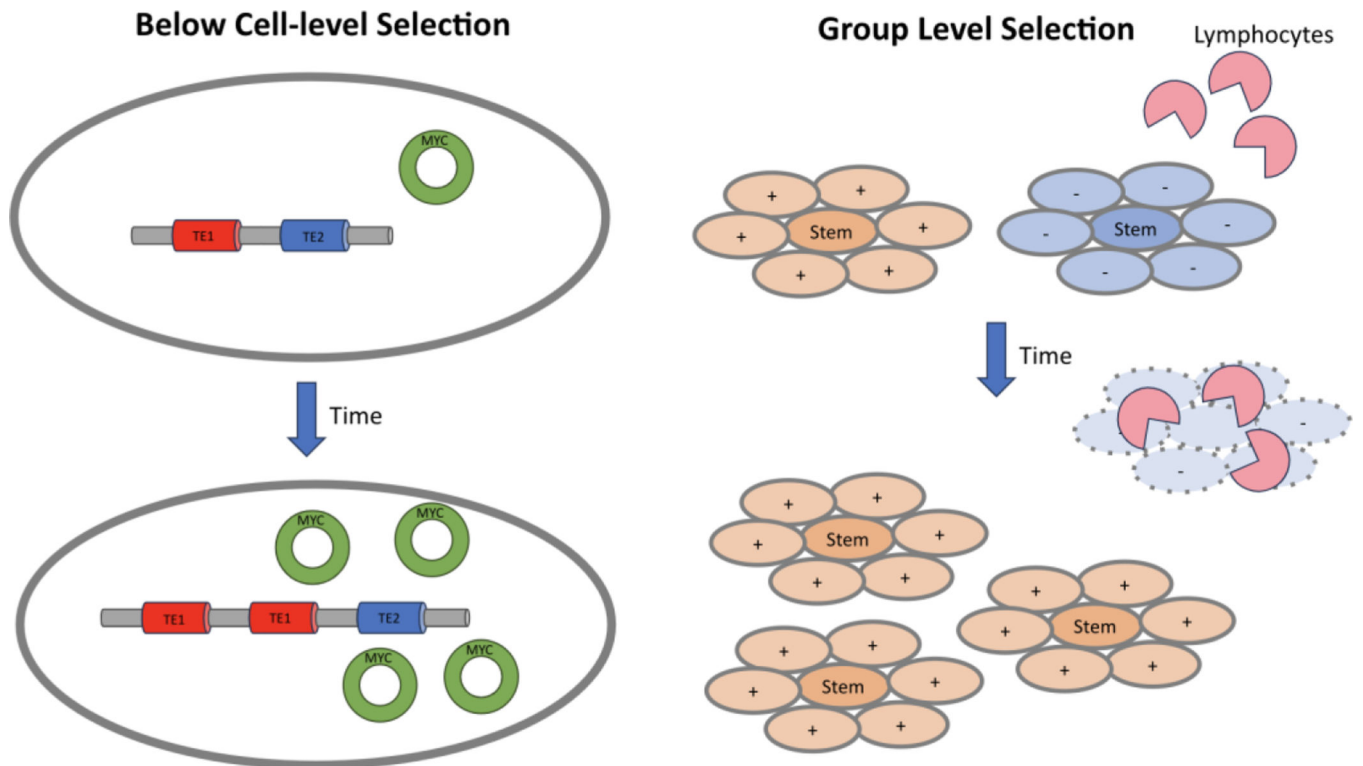 Below Cell-level Selection
MYC
TE1 TE2
Time
MYC MYC
TE1 TE1 TE2
MYC MYC
Group Level Selection
Lymphocytes
+ +
+ Stem +
+ +
- -
- Stem -
- -
Time
- -
-
+ +
+ Stem +
+ +
+ +
+ Stem +
+ +
+ +
+ Stem +
+ +